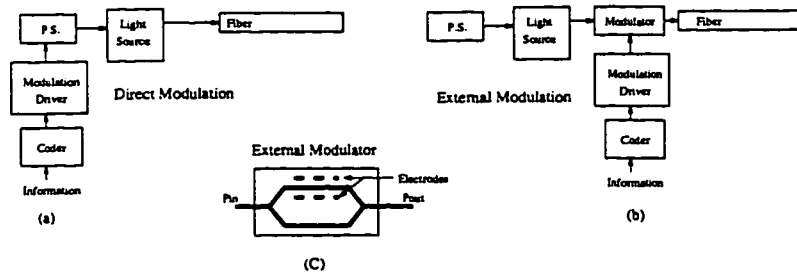 P.S.
Light
Source
Fiber
Modulation
Driver
Direct Modulation
Coder
Information
(a)
P.S.
Light
Source
Modulator
Fiber
External Modulation
Modulation
Driver
Coder
Information
(b)
External Modulator
Electrodes
Pin
Pout
(C)